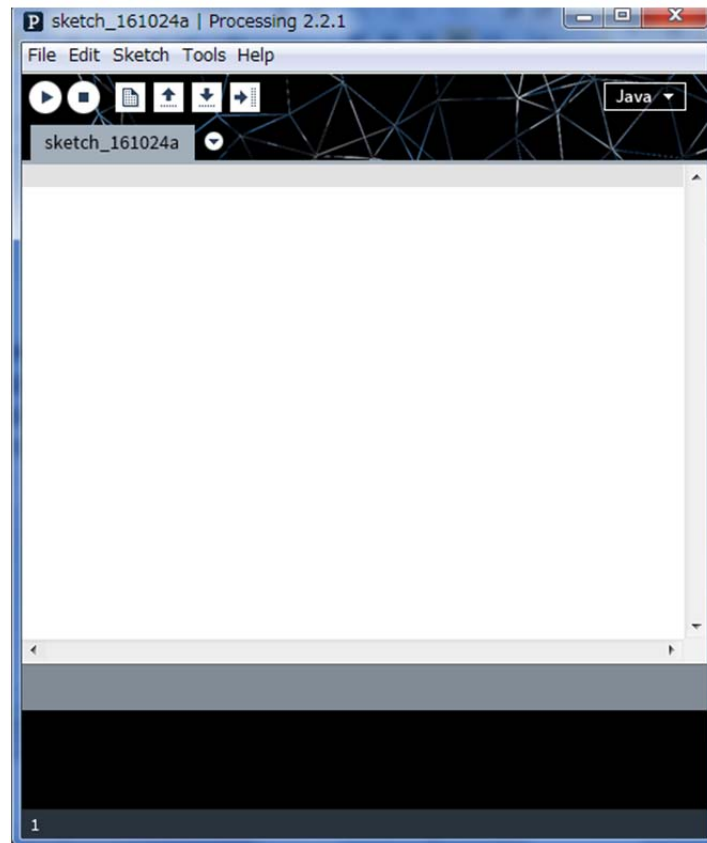 P sketch_161024a | Processing 2.2.1
File Edit Sketch Tools Help
Java
sketch_161024a
1